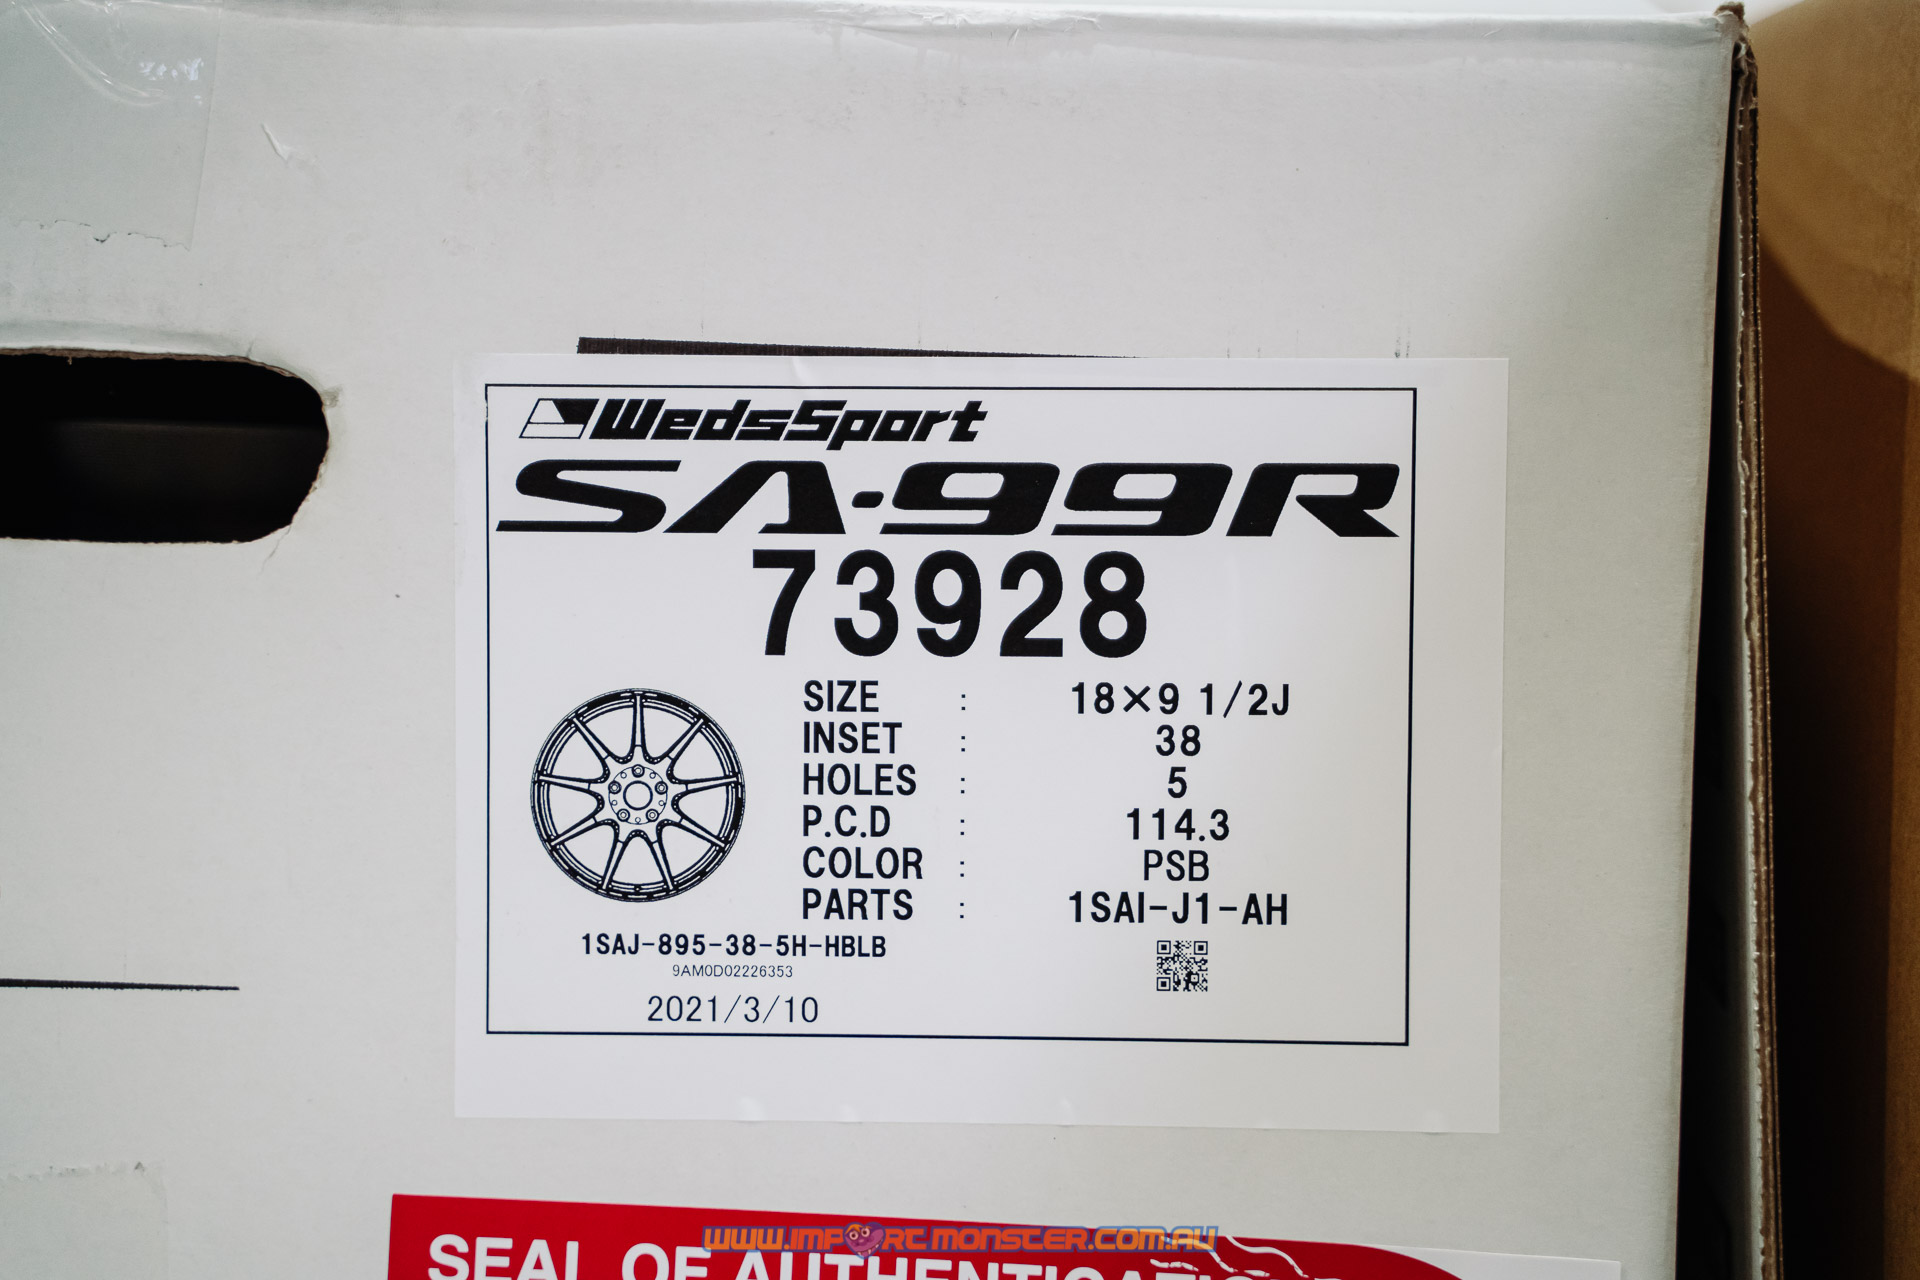 WedsSport
SA-99R
73928
SIZE : 18×9 1/2J
INSET : 38
HOLES : 5
P.C.D : 114.3
COLOR : PSB
PARTS : 1SAI-J1-AH
1SAJ-895-38-5H-HBLB
9AM0D02226353
2021/3/10
www.importmonster.com.au
SEAL OF AUTHENTICATION